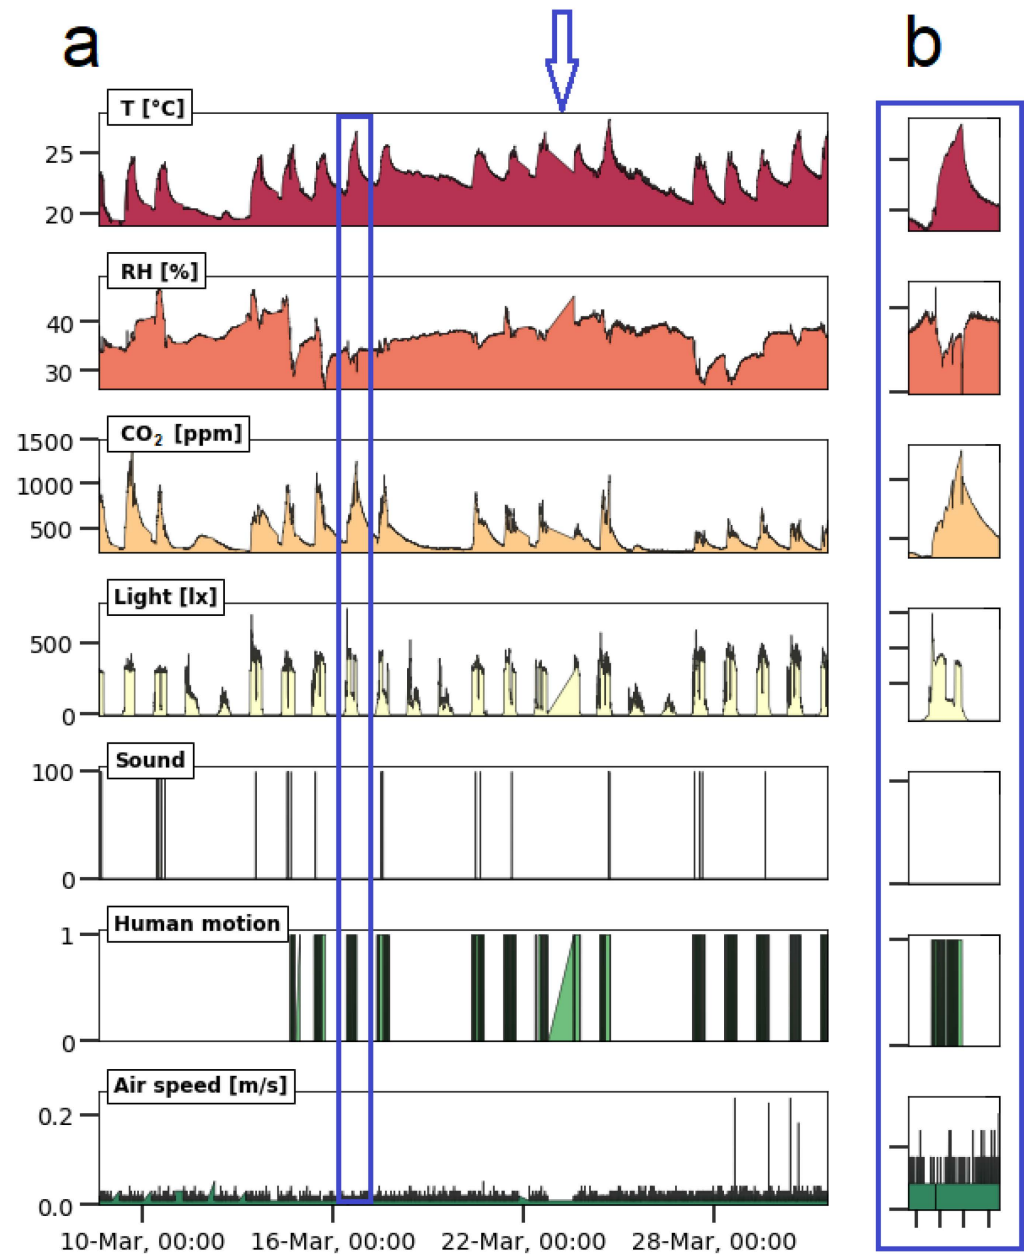 a
b
T [°C]
25
20
RH [%]
40
30
CO₂ [ppm]
1500
1000
500
Light [lx]
500
0
Sound
100
0
Human motion
1
0
Air speed [m/s]
0.2
0.0
10-Mar, 00:00 16-Mar, 00:00 22-Mar, 00:00 28-Mar, 00:00